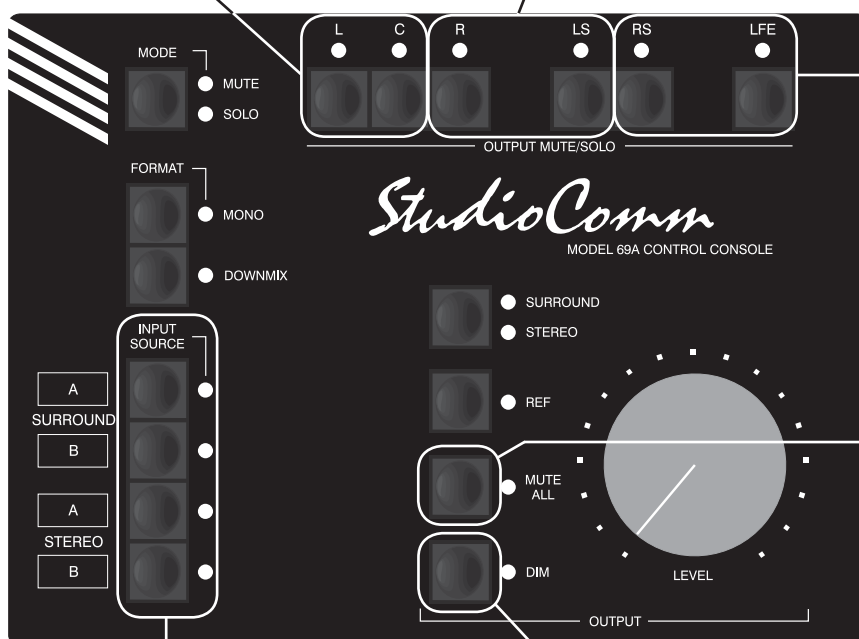 L C R LS RS LFE
MODE
MUTE
SOLO
OUTPUT MUTE/SOLO
FORMAT
MONO
DOWNMIX
StudioComm
MODEL 69A CONTROL CONSOLE
INPUT
SOURCE
A
SURROUND
B
A
STEREO
B
SURROUND
STEREO
REF
MUTE
ALL
DIM
LEVEL
OUTPUT